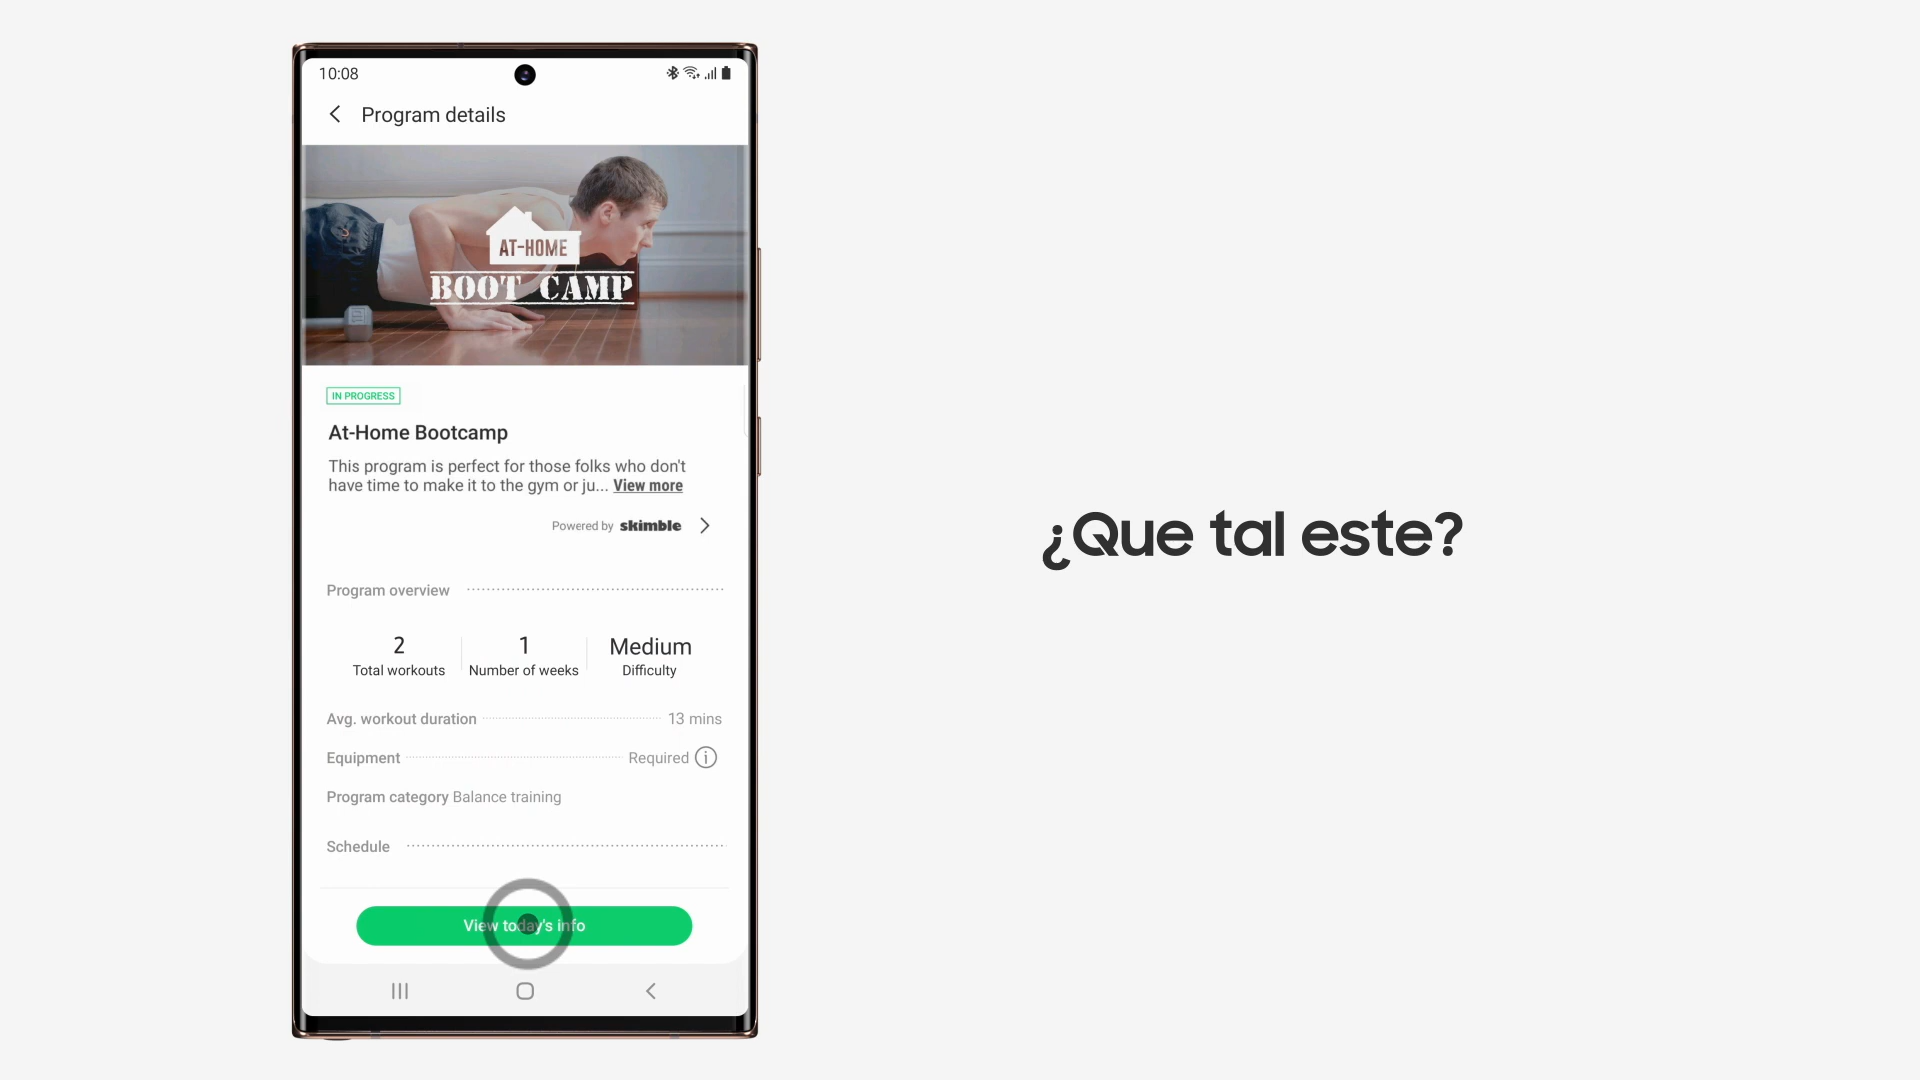 10:08
Program details
AT-HOME
BOOT CAMP
IN PROGRESS
At-Home Bootcamp
This program is perfect for those folks who don't
have time to make it to the gym or ju... View more
Powered by skimble
Program overview
2
Total workouts
1
Number of weeks
Medium
Difficulty
Avg. workout duration 13 mins
Equipment Required
Program category Balance training
Schedule
View today's info
¿Que tal este?